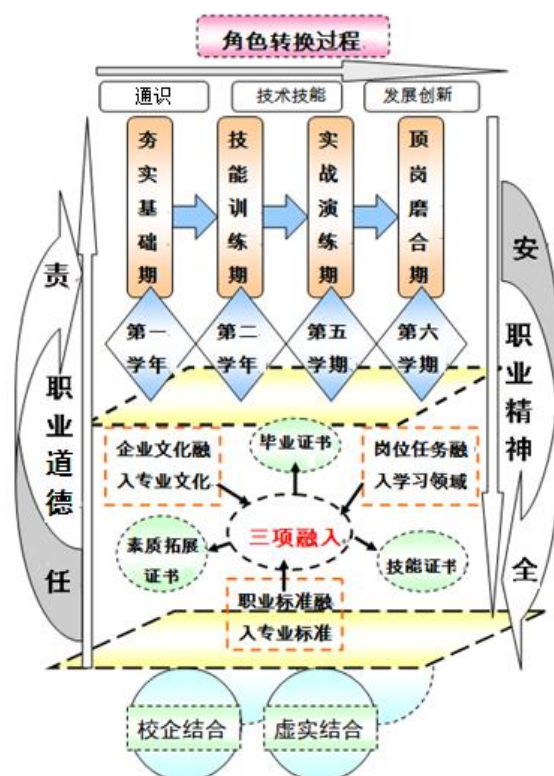 角色转换过程
通识
技术技能
发展创新
夯实基础期
技能训练期
实战演练期
顶岗磨合期
第一
学年
第二
学年
第五
学期
第六
学期
责
职业道德
任
安
职业精神
全
企业文化融
入专业文化
毕业证书
岗位任务融
入学习领域
三项融入
素质拓展
证书
技能证书
职业标准融
入专业标准
校企结合
虚实结合